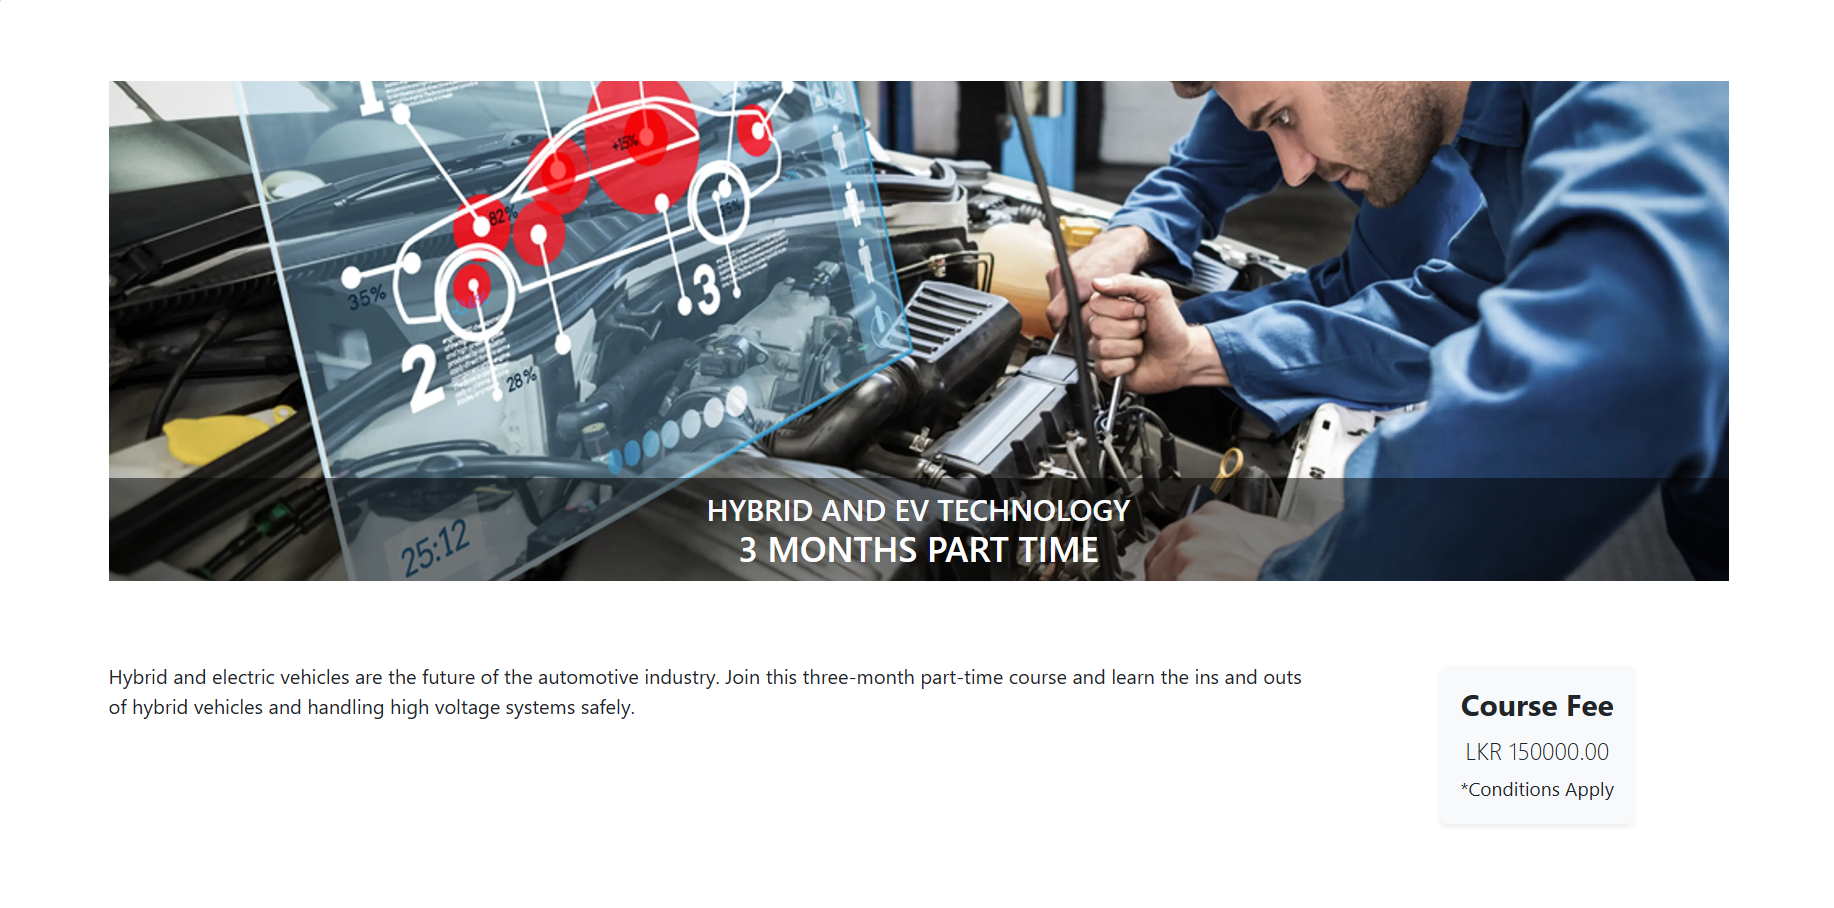 1
+15%
82%
35%
35%
3
2
28%
25:12
HYBRID AND EV TECHNOLOGY
3 MONTHS PART TIME
Hybrid and electric vehicles are the future of the automotive industry. Join this three-month part-time course and learn the ins and outs
of hybrid vehicles and handling high voltage systems safely.
Course Fee
LKR 150000.00
*Conditions Apply